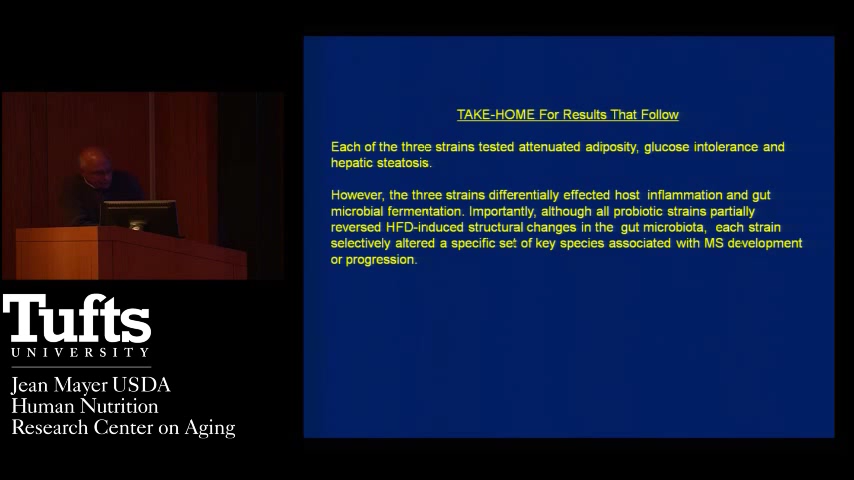 TAKE-HOME For Results That Follow
Each of the three strains tested attenuated adiposity, glucose intolerance and
hepatic steatosis.
However, the three strains differentially effected host inflammation and gut
microbial fermentation. Importantly, although all probiotic strains partially
reversed HFD-induced structural changes in the gut microbiota, each strain
selectively altered a specific set of key species associated with MS development
or progression.
Tufts
UNIVERSITY
Jean Mayer USDA
Human Nutrition
Research Center on Aging